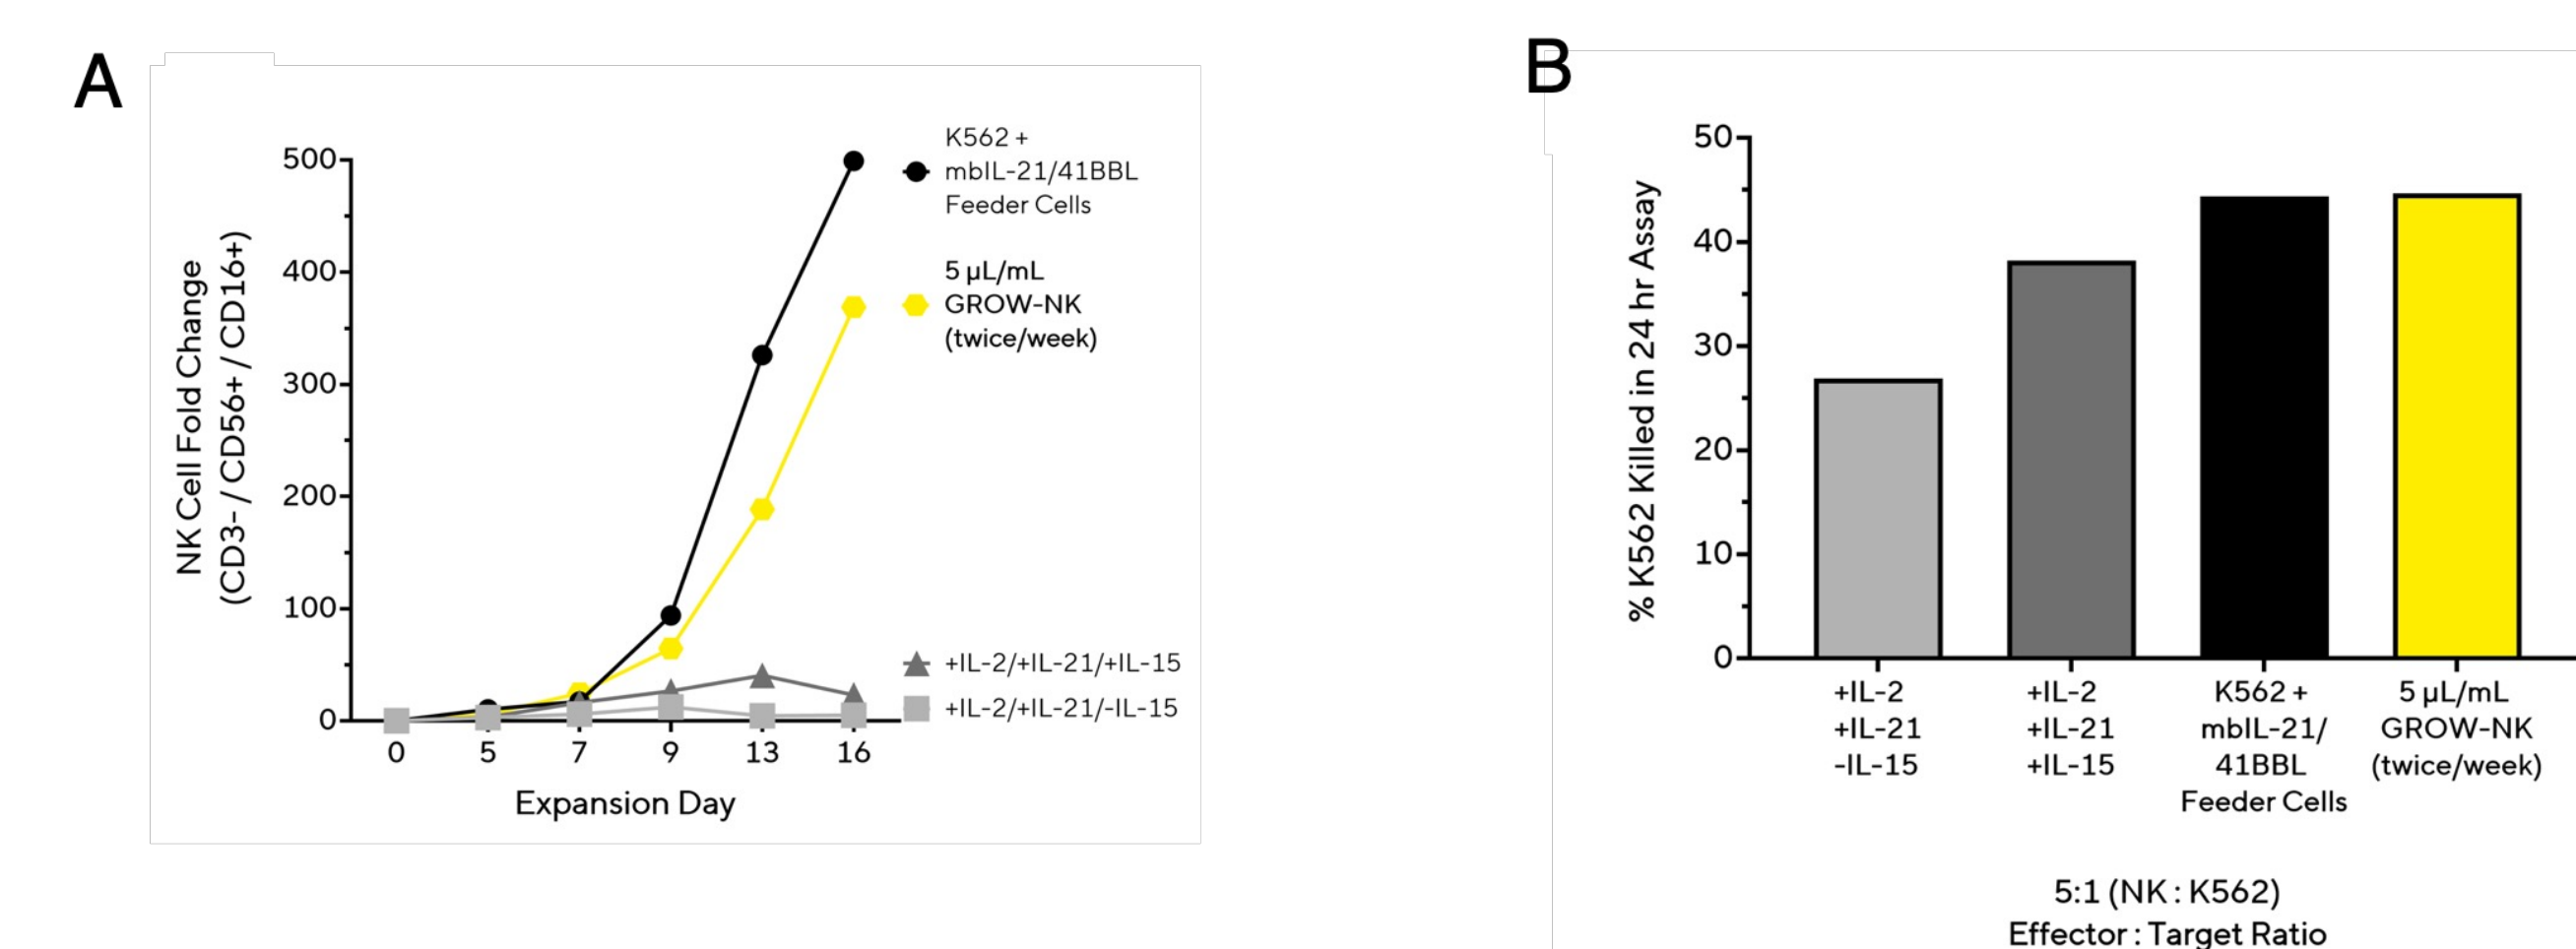 A
NK Cell Fold Change
(CD3- / CD56+ / CD16+)
500
400
300
200
100
0
0 5 7 9 13 16
Expansion Day
K562 +
mbIL-21/41BBL
Feeder Cells
5 µL/mL
GROW-NK
(twice/week)
+IL-2/+IL-21/+IL-15
+IL-2/+IL-21/-IL-15
B
% K562 Killed in 24 hr Assay
50
40
30
20
10
0
+IL-2
+IL-21
-IL-15
+IL-2
+IL-21
+IL-15
K562 +
mbIL-21/
41BBL
Feeder Cells
5 µL/mL
GROW-NK
(twice/week)
5:1 (NK : K562)
Effector : Target Ratio